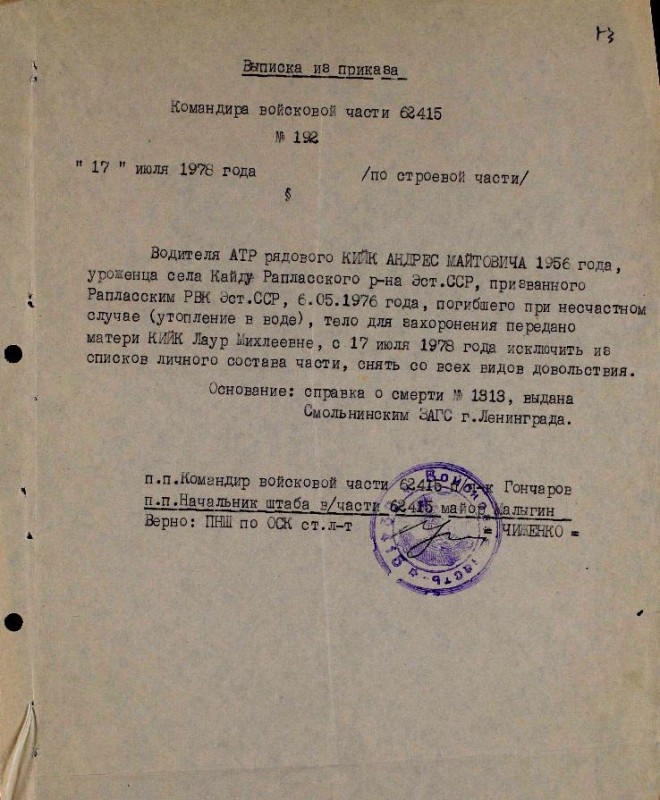 Выписка из приказа
Командира войсковой части 62415
№ 192
" 17 " июля 1978 года /по строевой части/
§
Водителя АТР рядового КИЙК АНДРЕС МАЙТОВИЧА 1956 года,
уроженца села Кайду Рапласского р-на Эст.ССР, призванного
Рапласским РВК Эст.ССР, 6.05.1976 года, погибшего при несчастном
случае (утопление в воде), тело для захоронения передано
матери КИЙК Лаур Михлеевне, с 17 июля 1978 года исключить из
списков личного состава части, снять со всех видов довольствия.
Основание: справка о смерти № 1313, выдана
Смольнинским ЗАГС г.Ленинграда.
п.п.Командир войсковой части 62415 п/п-к Гончаров
п.п.Начальник штаба в/части 62415 майор Малыгин
Верно: ПНШ по ОСК ст.л-т ЧИЖЕНКО =